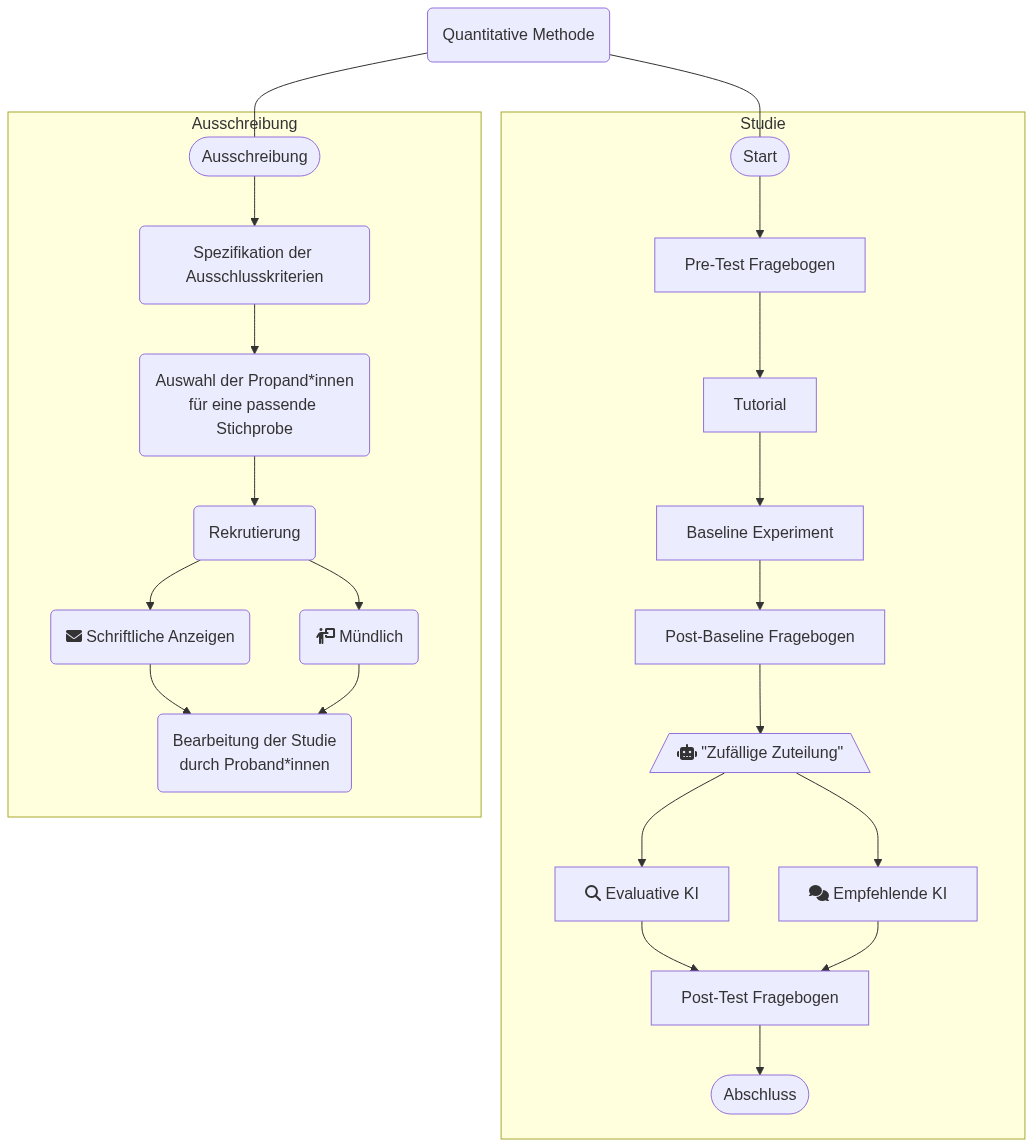 Quantitative Methode
Ausschreibung
Ausschreibung
Spezifikation der
Ausschlusskriterien
Auswahl der Propand*innen
für eine passende
Stichprobe
Rekrutierung
Schriftliche Anzeigen
Mündlich
Bearbeitung der Studie
durch Proband*innen
Studie
Start
Pre-Test Fragebogen
Tutorial
Baseline Experiment
Post-Baseline Fragebogen
"Zufällige Zuteilung"
Evaluative KI
Empfehlende KI
Post-Test Fragebogen
Abschluss